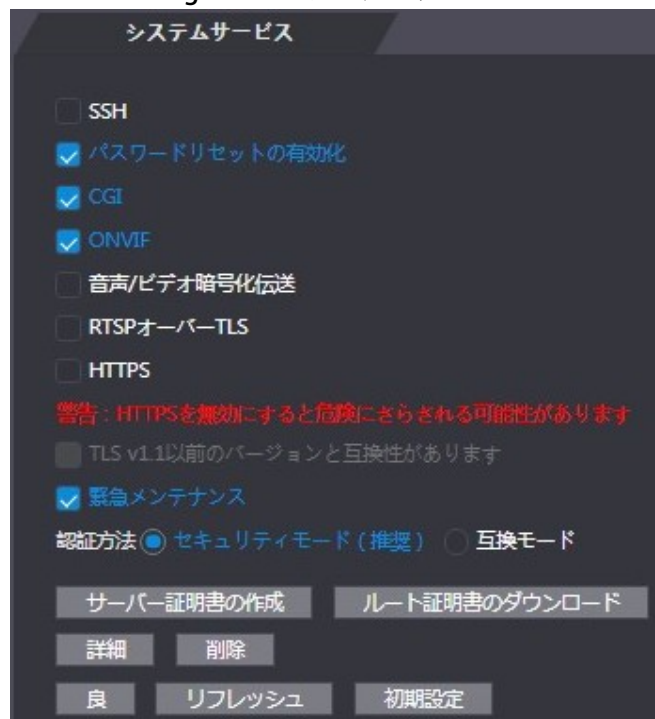 システムサービス
SSH
パスワードリセットの有効化
CGI
ONVIF
音声/ビデオ暗号化伝送
RTSPオーバーTLS
HTTPS
警告：HTTPSを無効にすると危険にさらされる可能性があります
TLS v1.1以前のバージョンと互換性があります
緊急メンテナンス
認証方法 セキュリティモード（推奨） 互換モード
サーバー証明書の作成 ルート証明書のダウンロード
詳細 削除
良 リフレッシュ 初期設定